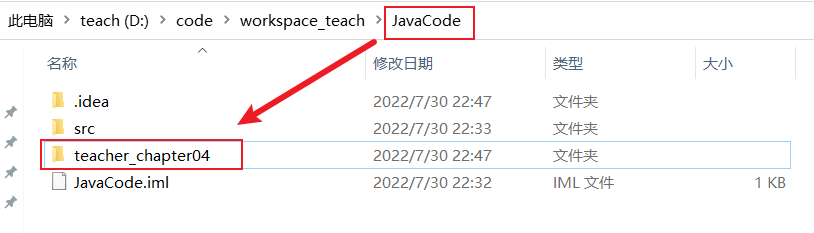 此电脑 > teach (D:) > code > workspace_teach > JavaCode
名称 修改日期 类型 大小
.idea 2022/7/30 22:47 文件夹
src 2022/7/30 22:33 文件夹
teacher_chapter04 2022/7/30 22:47 文件夹
JavaCode.iml 2022/7/30 22:32 IML 文件 1 KB